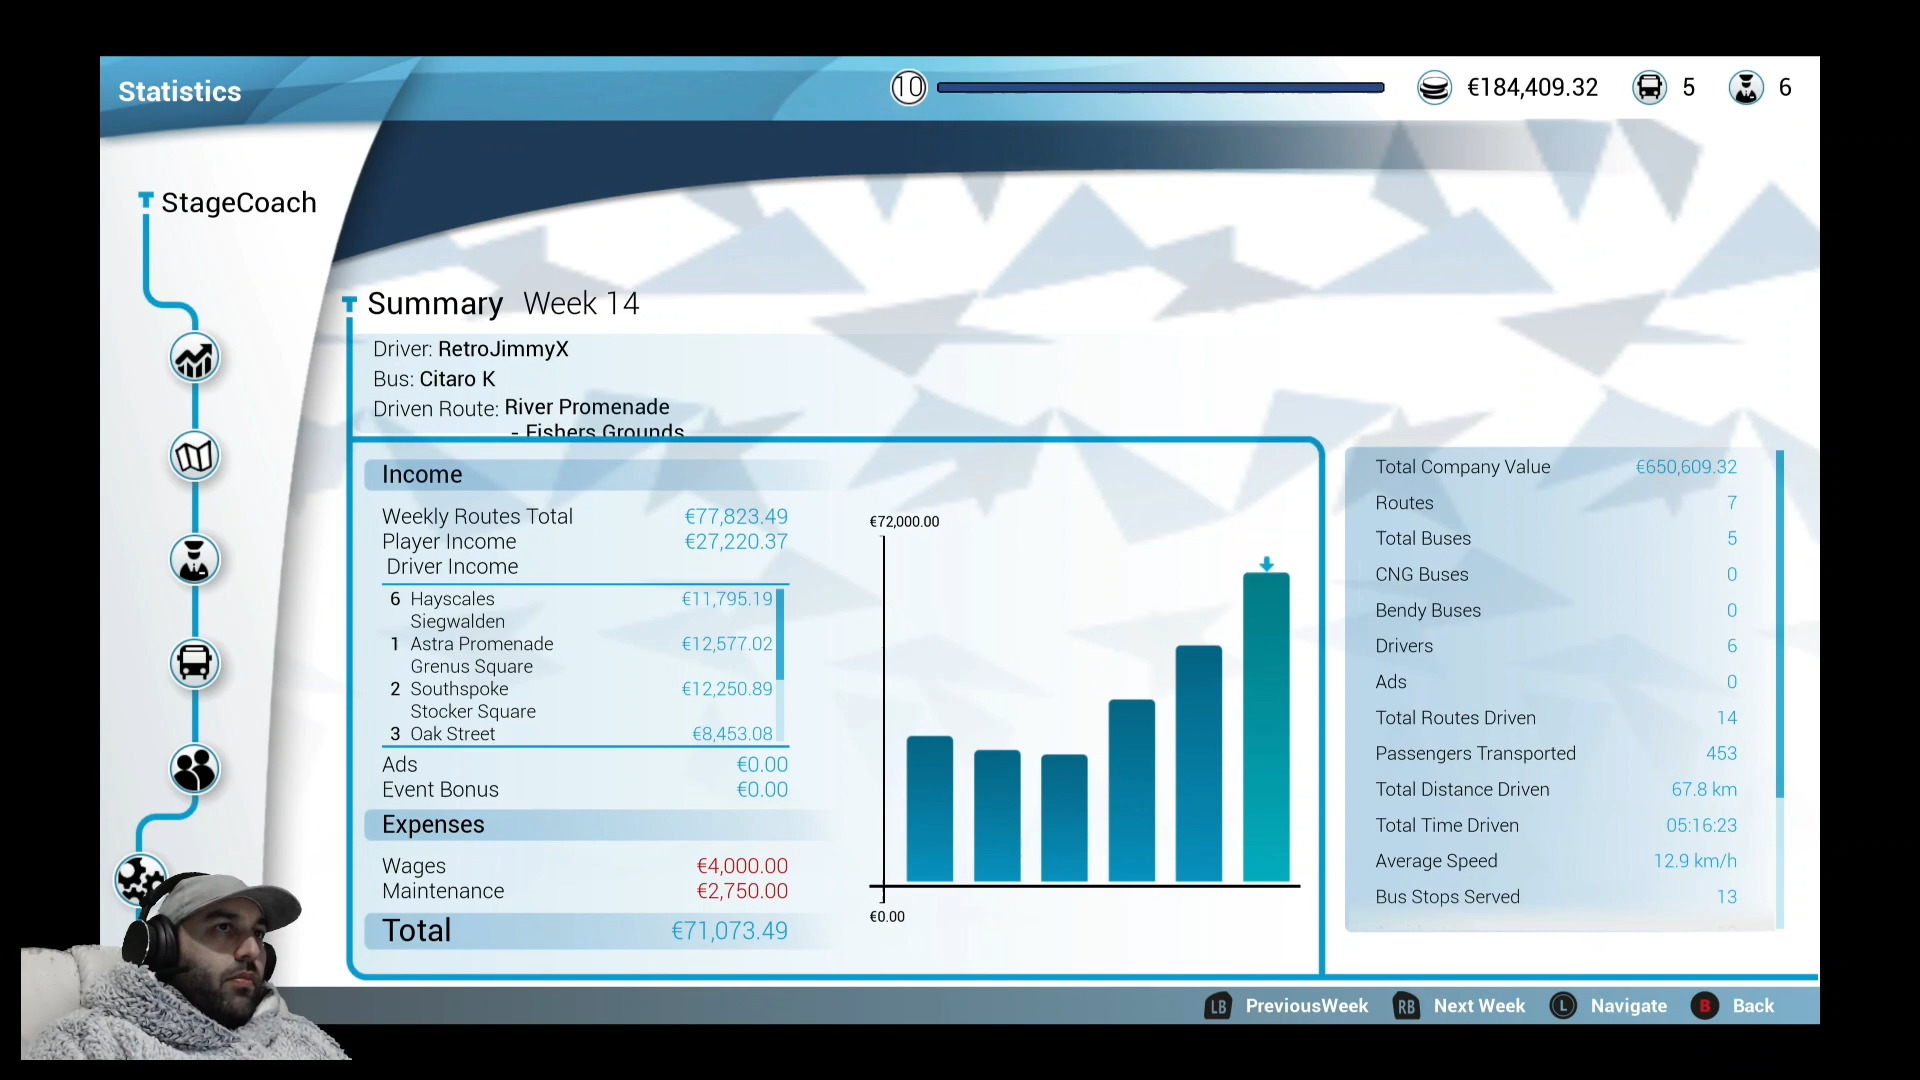 Statistics
10
€184,409.32
5
6
StageCoach
Summary Week 14
Driver: RetroJimmyX
Bus: Citaro K
Driven Route: River Promenade
- Fishers Grounds
Income
Weekly Routes Total €77,823.49
Player Income €27,220.37
Driver Income
6 Hayscales €11,795.19
Siegwalden
1 Astra Promenade €12,577.02
Grenus Square
2 Southspoke €12,250.89
Stocker Square
3 Oak Street €8,453.08
Ads €0.00
Event Bonus €0.00
Expenses
Wages €4,000.00
Maintenance €2,750.00
Total €71,073.49
€72,000.00
€0.00
Total Company Value €650,609.32
Routes 7
Total Buses 5
CNG Buses 0
Bendy Buses 0
Drivers 6
Ads 0
Total Routes Driven 14
Passengers Transported 453
Total Distance Driven 67.8 km
Total Time Driven 05:16:23
Average Speed 12.9 km/h
Bus Stops Served 13
LB PreviousWeek RB Next Week L Navigate B Back